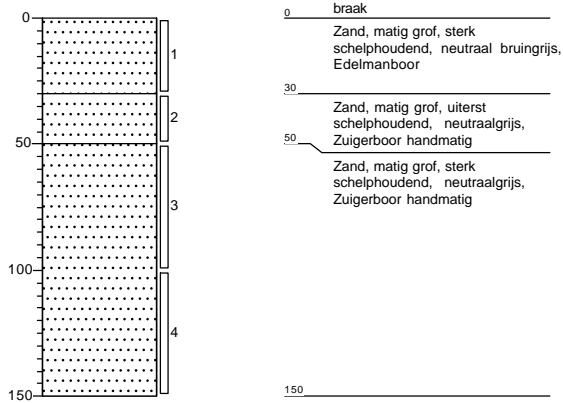 0
50
100
150
1
2
3
4
0
braak
Zand, matig grof, sterk
schelphoudend, neutraal bruingrijs,
Edelmanboor
30
Zand, matig grof, uiterst
schelphoudend, neutraalgrijs,
Zuigerboor handmatig
50
Zand, matig grof, sterk
schelphoudend, neutraalgrijs,
Zuigerboor handmatig
150